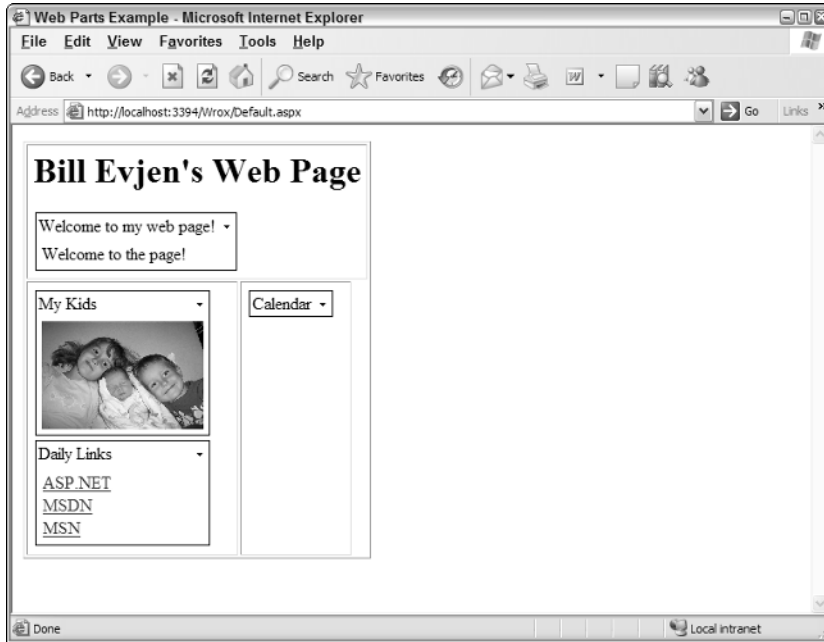 Web Parts Example - Microsoft Internet Explorer
File Edit View Favorites Tools Help
Back Search Favorites W
Address http://localhost:3394/Wrox/Default.aspx Go Links »
Bill Evjen's Web Page
Welcome to my web page!
Welcome to the page!
My Kids
Calendar
Daily Links
ASP.NET
MSDN
MSN
Done Local intranet